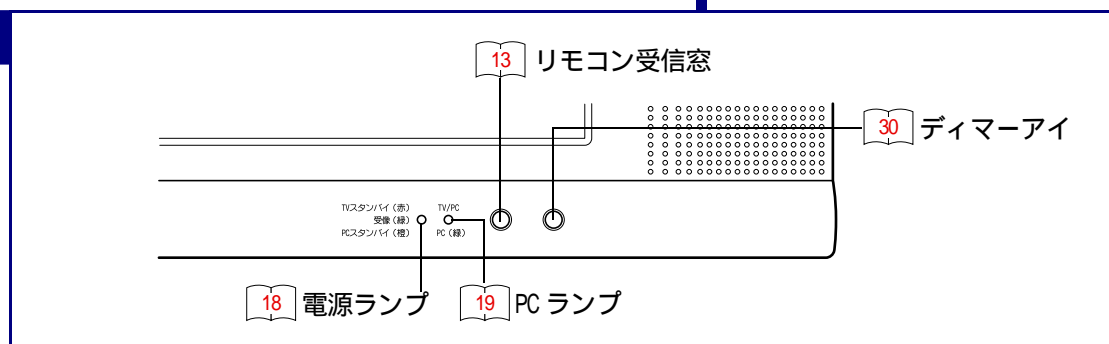 13 リモコン受信窓
30 ディマーアイ
TVスタンバイ（赤）
受像（緑）
PCスタンバイ（橙）
TV/PC
PC（緑）
18 電源ランプ
19 PC ランプ